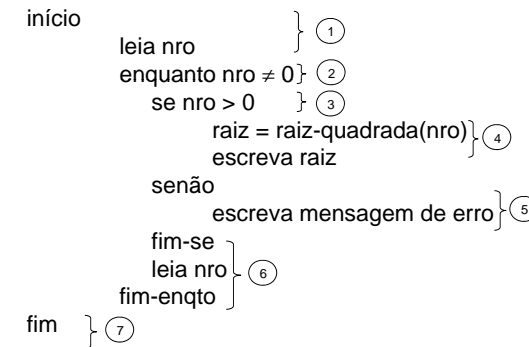 início
1
leia nro
enquanto nro ≠ 0 2
se nro > 0 3
raiz = raiz-quadrada(nro) 4
escreva raiz
senão
escreva mensagem de erro 5
fim-se
leia nro 6
fim-enqto
fim 7